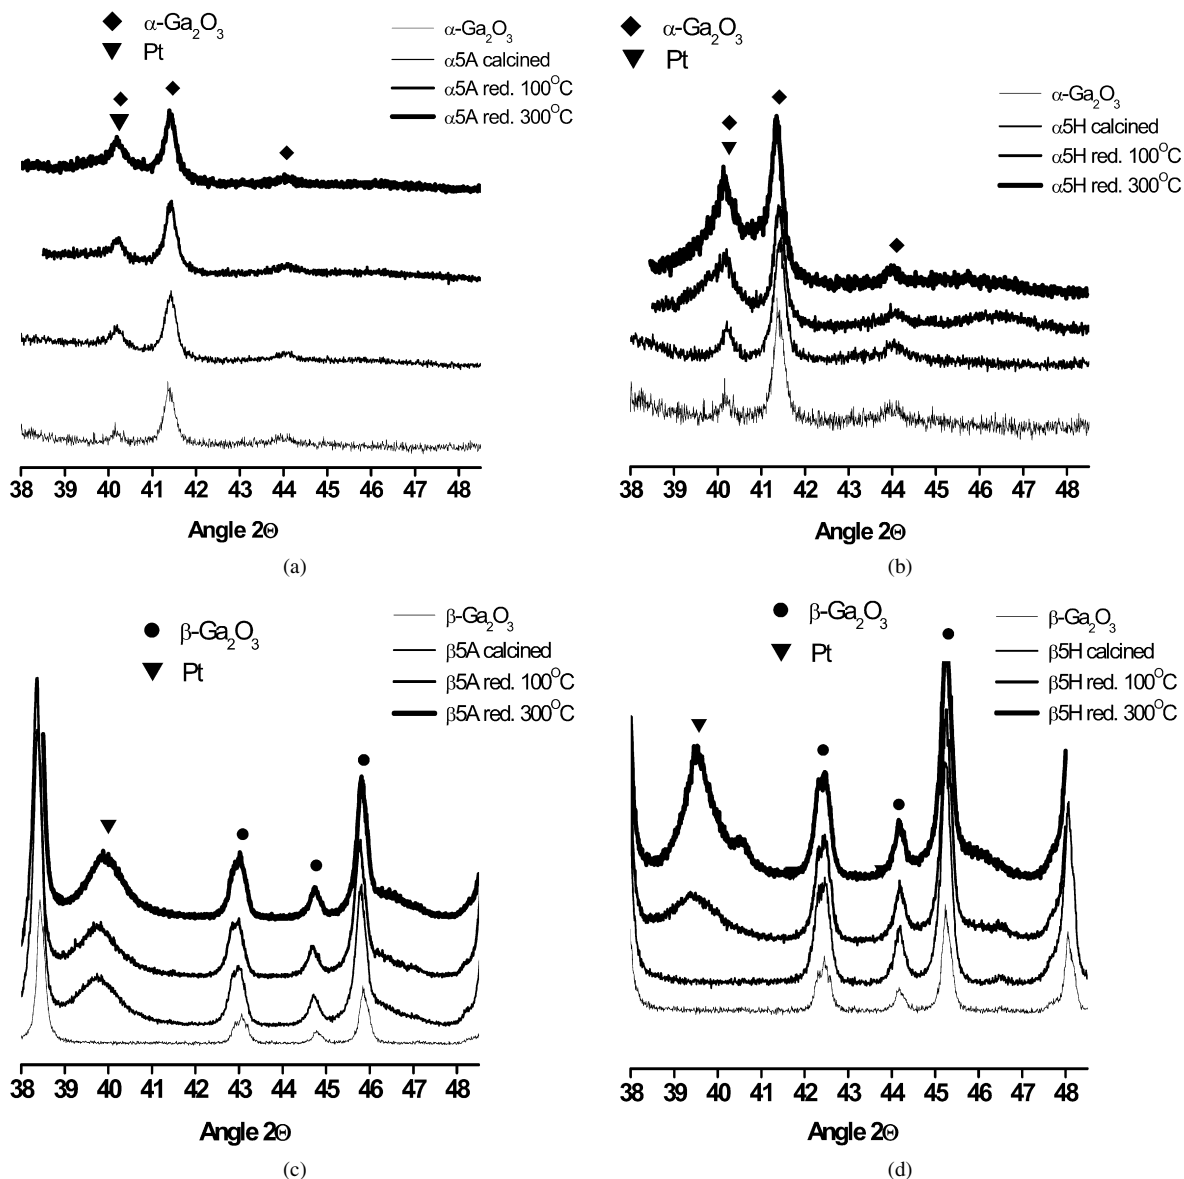 α-Ga₂O₃
Pt
α-Ga₂O₃
α5A calcined
α5A red. 100°C
α5A red. 300°C
38 39 40 41 42 43 44 45 46 47 48
Angle 2Θ
(a)
α-Ga₂O₃
Pt
α-Ga₂O₃
α5H calcined
α5H red. 100°C
α5H red. 300°C
38 39 40 41 42 43 44 45 46 47 48
Angle 2Θ
(b)
β-Ga₂O₃
Pt
β-Ga₂O₃
β5A calcined
β5A red. 100°C
β5A red. 300°C
38 39 40 41 42 43 44 45 46 47 48
Angle 2Θ
(c)
β-Ga₂O₃
Pt
β-Ga₂O₃
β5H calcined
β5H red. 100°C
β5H red. 300°C
38 39 40 41 42 43 44 45 46 47 48
Angle 2Θ
(d)